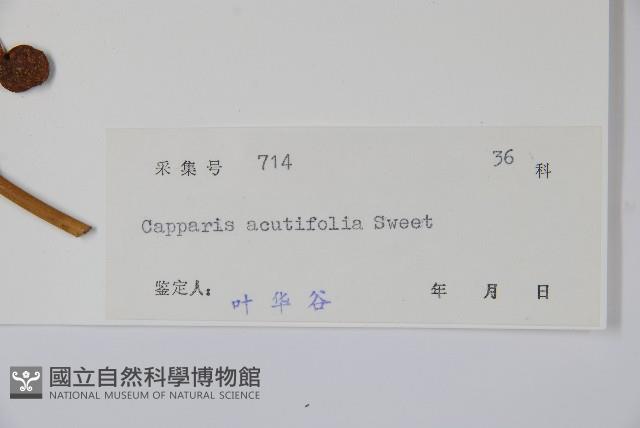 采集号 714 36 科
Capparis acutifolia Sweet
鉴定人: 叶华谷 年 月 日
國立自然科學博物館
NATIONAL MUSEUM OF NATURAL SCIENCE